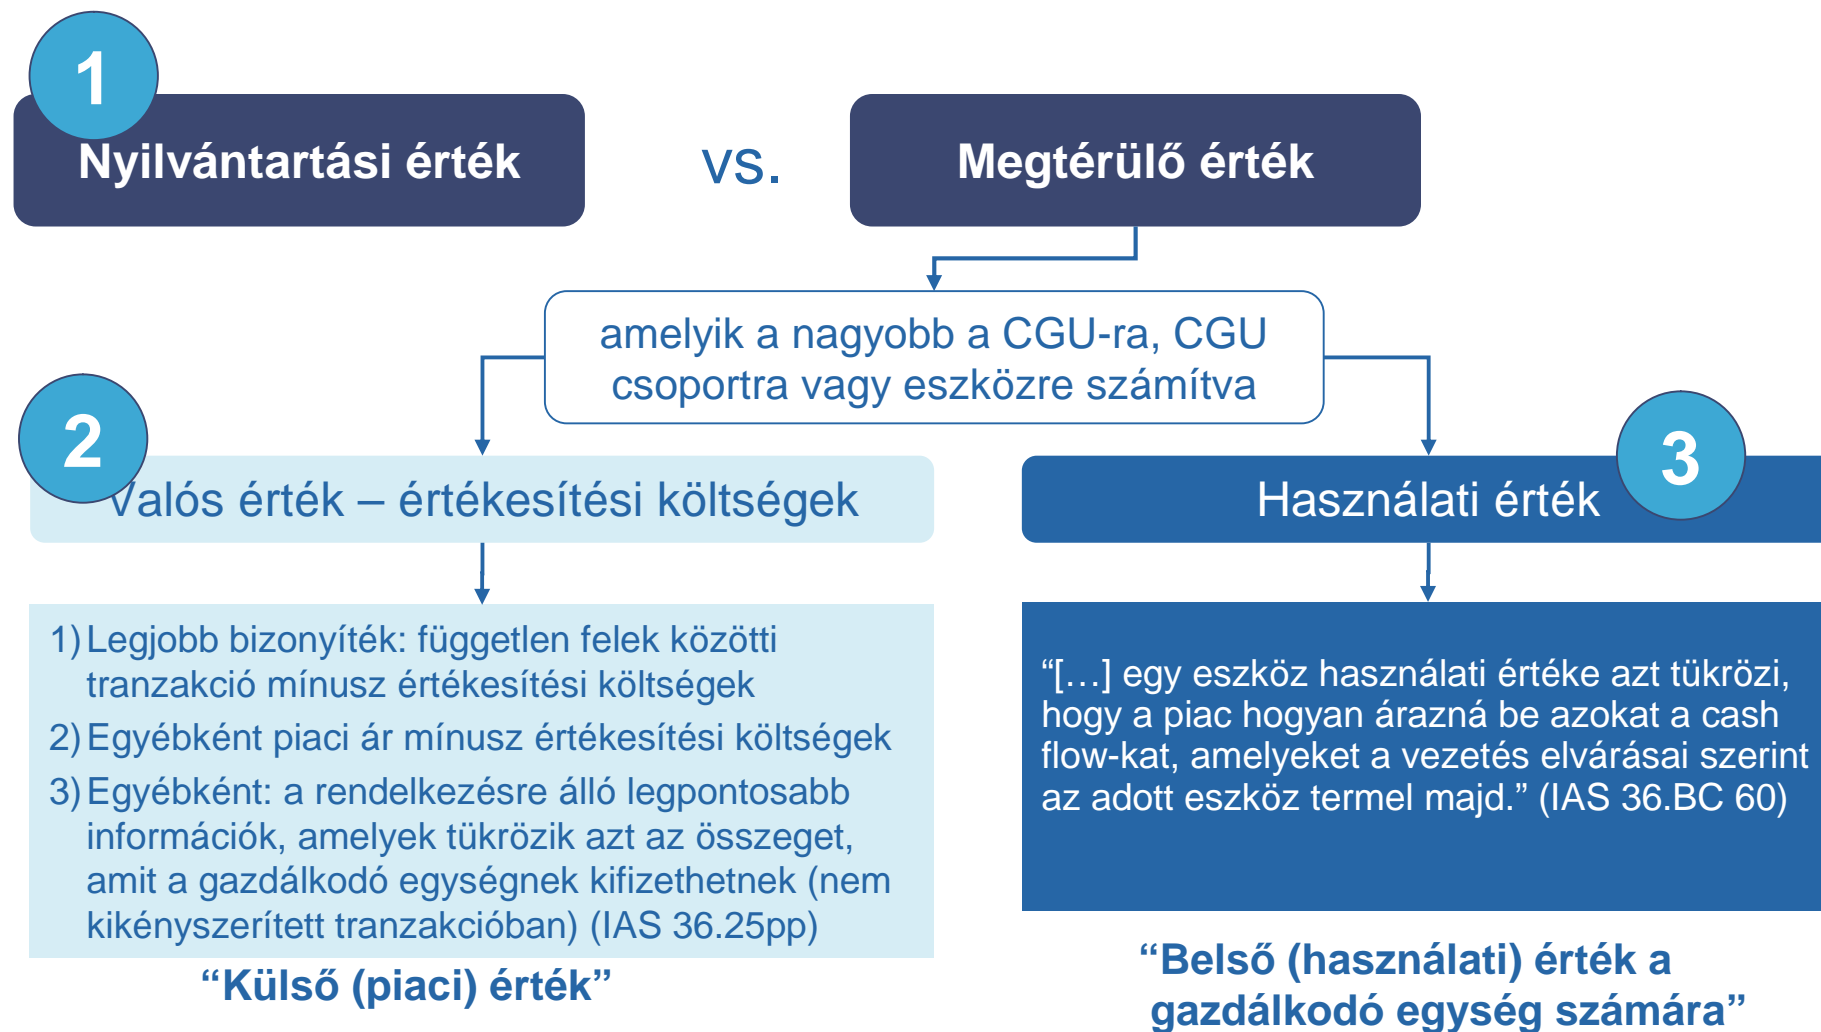 1
Nyilvántartási érték
vs.
Megtérülő érték
amelyik a nagyobb a CGU-ra, CGU
csoportra vagy eszközre számítva
2
Valós érték – értékesítési költségek
3
Használati érték
1) Legjobb bizonyíték: független felek közötti
tranzakció mínusz értékesítési költségek
2) Egyébként piaci ár mínusz értékesítési költségek
3) Egyébként: a rendelkezésre álló legpontosabb
információk, amelyek tükrözik azt az összeget,
amit a gazdálkodó egységnek kifizethetnek (nem
kikényszerített tranzakcióban) (IAS 36.25pp)
“Külső (piaci) érték”
“[…] egy eszköz használati értéke azt tükrözi,
hogy a piac hogyan árazná be azokat a cash
flow-kat, amelyeket a vezetés elvárásai szerint
az adott eszköz termel majd.” (IAS 36.BC 60)
“Belső (használati) érték a
gazdálkodó egység számára”